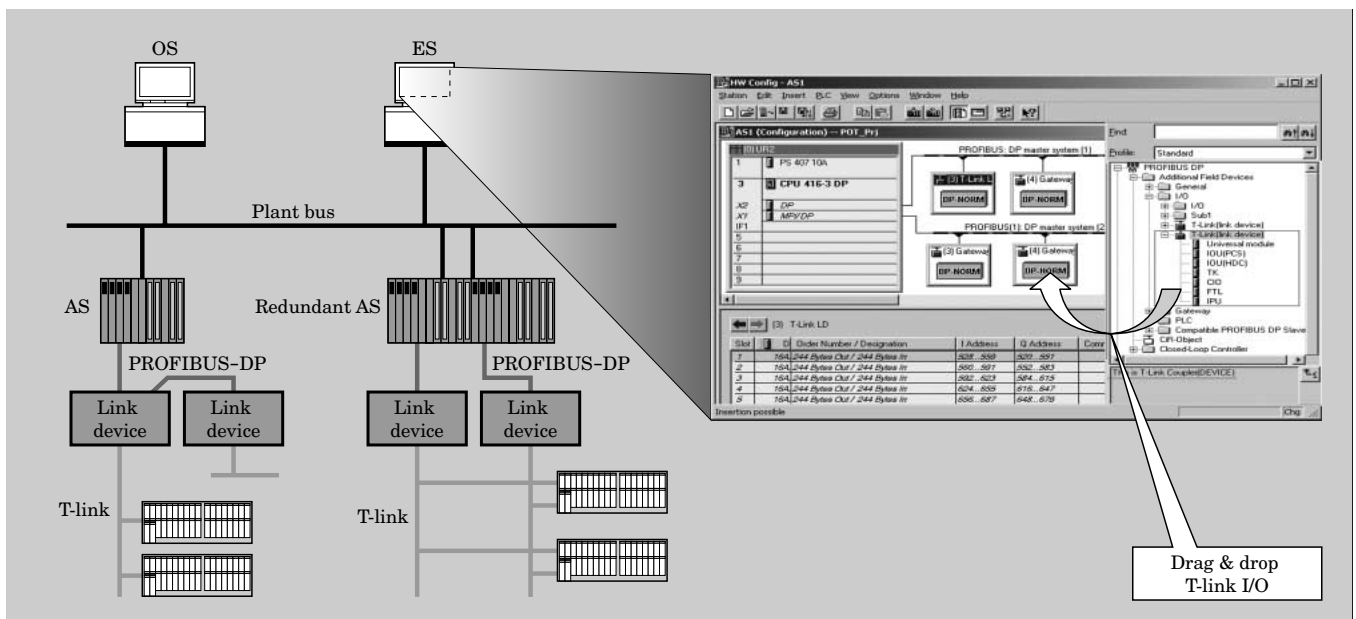 OS
ES
Plant bus
AS
Redundant AS
PROFIBUS-DP
PROFIBUS-DP
Link
device
Link
device
Link
device
Link
device
T-link
T-link
HW Config - AS1
Station Edit Insert PLC View Options Window Help
AS1 (Configuration) -- POT_Prj
(0) UR2
1 PS 407 10A
3 CPU 416-3 DP
X2 DP
X1 MPI/DP
IF1
5
6
7
8
9
PROFIBUS: DP master system (1)
(3) T-Link L
(4) Gateway
DP-NORM
DP-NORM
PROFIBUS(1): DP master system (2
(3) Gateway
(4) Gateway
DP-NORM
DP-NORM
Find:
Profile: Standard
PROFIBUS DP
Additional Field Devices
General
I/O
I/O
Sub1
T-Link(link device)
T-Link(link device)
Universal module
IOU(PCS)
IOU(HDC)
TK
CIO
FTL
IPU
Gateway
PLC
Compatible PROFIBUS DP Slave
CiR-Object
Closed-Loop Controller
T-Link Coupler(DEVICE)
(3) T-Link LD
Slot D Order Number / Designation I Address Q Address Comm
1 16A 244 Bytes Out / 244 Bytes In 528...559 520...551
2 16A 244 Bytes Out / 244 Bytes In 560...591 552...583
3 16A 244 Bytes Out / 244 Bytes In 592...623 584...615
4 16A 244 Bytes Out / 244 Bytes In 624...655 616...647
5 16A 244 Bytes Out / 244 Bytes In 656...687 648...679
Insertion possible
Chg
Drag & drop
T-link I/O